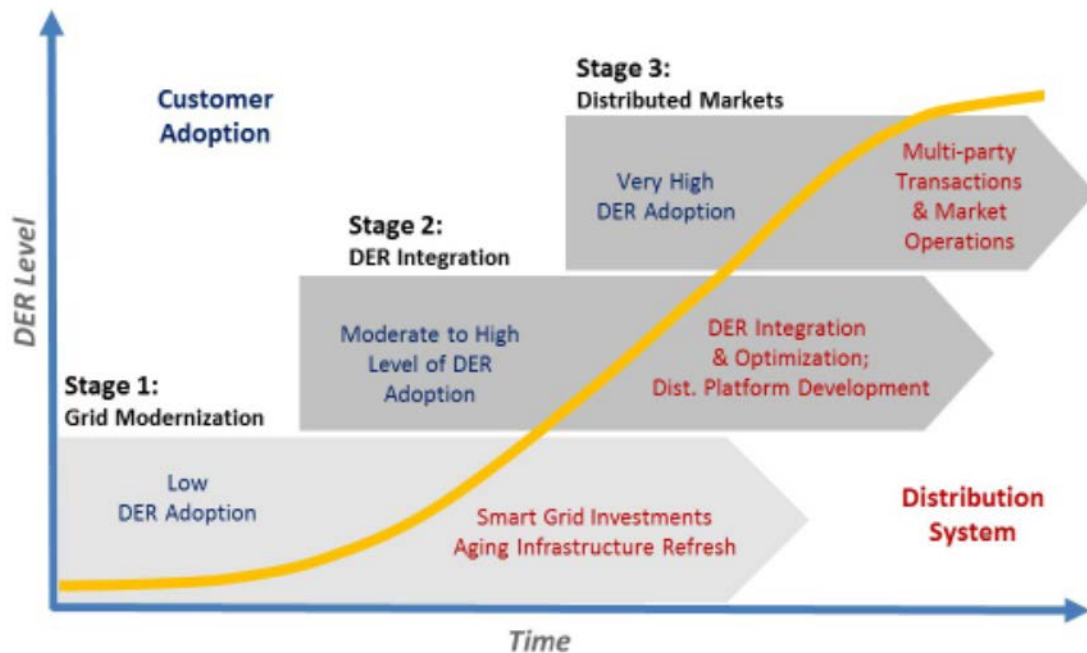 Customer
Adoption
Stage 3:
Distributed Markets
Very High
DER Adoption
Multi-party
Transactions
& Market
Operations
Stage 2:
DER Integration
Moderate to High
Level of DER
Adoption
DER Integration
& Optimization;
Dist. Platform Development
Stage 1:
Grid Modernization
Low
DER Adoption
Smart Grid Investments
Aging Infrastructure Refresh
Distribution
System
DER Level
Time